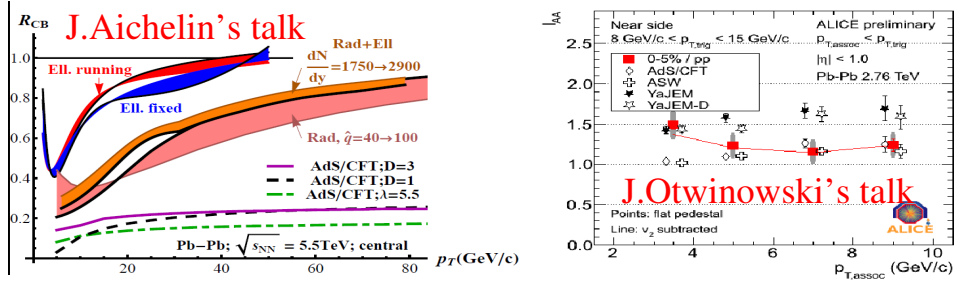 R_CB
J.Aichelin's talk
1.0
0.8
0.6
0.4
0.2
Ell. running
Ell. fixed
Rad+Ell
dN/dy =1750→2900
Rad, q̂=40→100
AdS/CFT;D=3
AdS/CFT;D=1
AdS/CFT;λ=5.5
Pb−Pb; √s_NN = 5.5TeV; central
20 40 60 80
p_T(GeV/c)
I_AA
2.5
2.0
1.5
1.0
0.5
0.0
Near side
8 GeV/c < p_T,trig < 15 GeV/c
0-5% / pp
AdS/CFT
ASW
YaJEM
YaJEM-D
ALICE preliminary
p_T,assoc < p_T,trig
|η| < 1.0
Pb-Pb 2.76 TeV
J.Otwinowski's talk
Points: flat pedestal
Line: v_2 subtracted
ALICE
2 4 6 8 10
p_T,assoc (GeV/c)